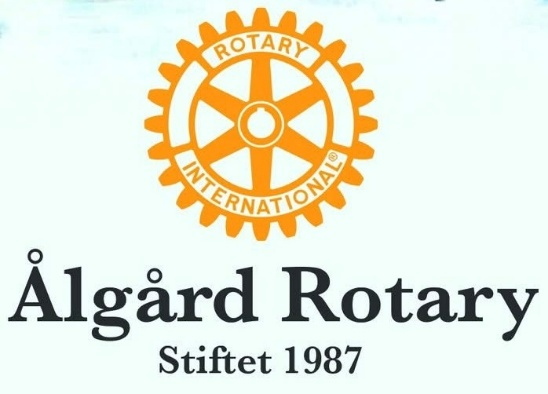 ROTARY
INTERNATIONAL®
Ålgård Rotary
Stiftet 1987